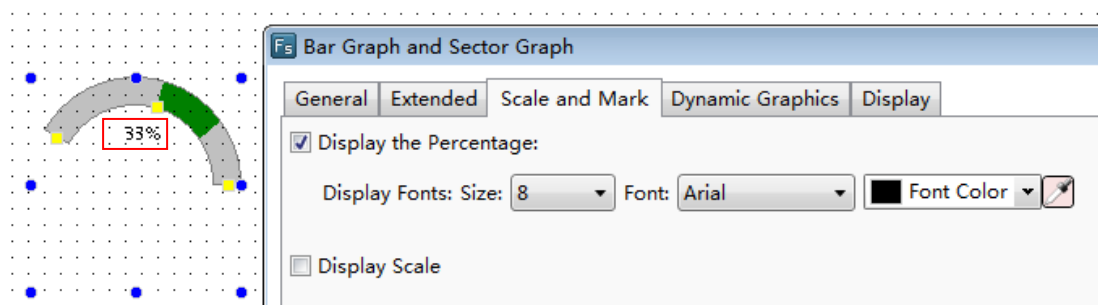 Fs Bar Graph and Sector Graph
General Extended Scale and Mark Dynamic Graphics Display
33%
Display the Percentage:
Display Fonts: Size: 8 Font: Arial Font Color
Display Scale